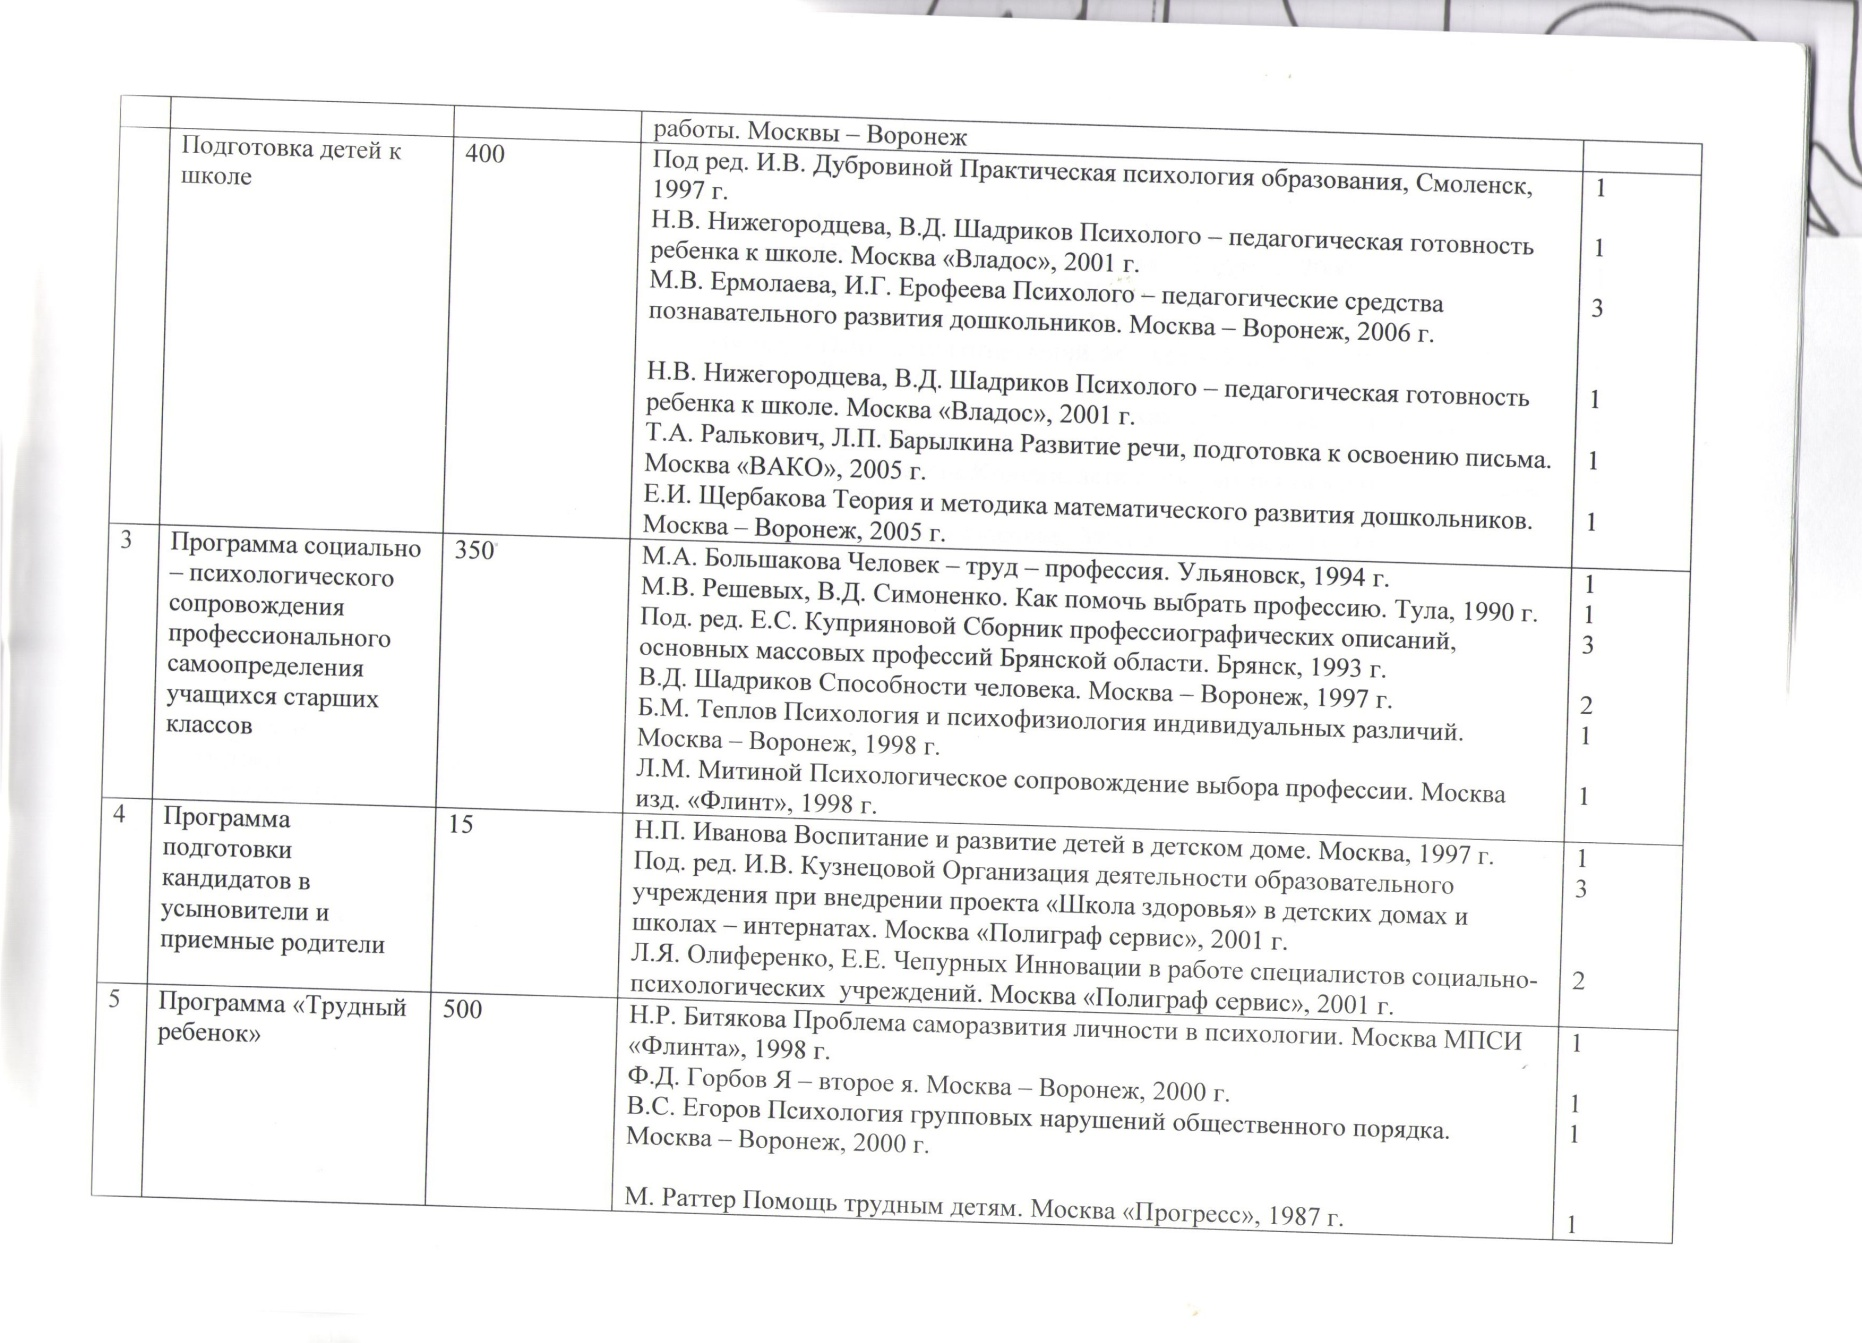 работы. Москвы – Воронеж
Подготовка детей к
школе
400
Под ред. И.В. Дубровиной Практическая психология образования, Смоленск,
1997 г.
1
Н.В. Нижегородцева, В.Д. Шадриков Психолого – педагогическая готовность
ребенка к школе. Москва «Владос», 2001 г.
1
М.В. Ермолаева, И.Г. Ерофеева Психолого – педагогические средства
познавательного развития дошкольников. Москва – Воронеж, 2006 г.
3
Н.В. Нижегородцева, В.Д. Шадриков Психолого – педагогическая готовность
ребенка к школе. Москва «Владос», 2001 г.
1
Т.А. Ралькович, Л.П. Барылкина Развитие речи, подготовка к освоению письма.
Москва «ВАКО», 2005 г.
1
Е.И. Щербакова Теория и методика математического развития дошкольников.
Москва – Воронеж, 2005 г.
1
3
Программа социально
– психологического
сопровождения
профессионального
самоопределения
учащихся старших
классов
350
М.А. Большакова Человек – труд – профессия. Ульяновск, 1994 г.
1
М.В. Решевых, В.Д. Симоненко. Как помочь выбрать профессию. Тула, 1990 г.
1
Под. ред. Е.С. Куприяновой Сборник профессиографических описаний,
основных массовых профессий Брянской области. Брянск, 1993 г.
3
В.Д. Шадриков Способности человека. Москва – Воронеж, 1997 г.
2
Б.М. Теплов Психология и психофизиология индивидуальных различий.
Москва – Воронеж, 1998 г.
1
Л.М. Митиной Психологическое сопровождение выбора профессии. Москва
изд. «Флинт», 1998 г.
1
4
Программа
подготовки
кандидатов в
усыновители и
приемные родители
15
Н.П. Иванова Воспитание и развитие детей в детском доме. Москва, 1997 г.
1
Под. ред. И.В. Кузнецовой Организация деятельности образовательного
учреждения при внедрении проекта «Школа здоровья» в детских домах и
школах – интернатах. Москва «Полиграф сервис», 2001 г.
3
Л.Я. Олиференко, Е.Е. Чепурных Инновации в работе специалистов социально-
психологических учреждений. Москва «Полиграф сервис», 2001 г.
2
5
Программа «Трудный
ребенок»
500
Н.Р. Битякова Проблема саморазвития личности в психологии. Москва МПСИ
«Флинта», 1998 г.
1
Ф.Д. Горбов Я – второе я. Москва – Воронеж, 2000 г.
1
В.С. Егоров Психология групповых нарушений общественного порядка.
Москва – Воронеж, 2000 г.
1
М. Раттер Помощь трудным детям. Москва «Прогресс», 1987 г.
1